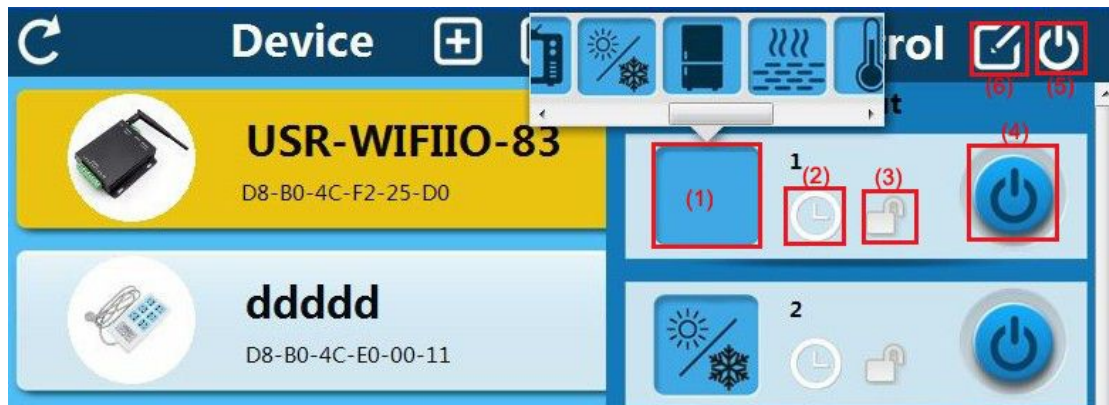 Device
rol
(6)
(5)
t
USR-WIFIIO-83
D8-B0-4C-F2-25-D0
(1)
1
(2)
(3)
(4)
ddddd
D8-B0-4C-E0-00-11
2